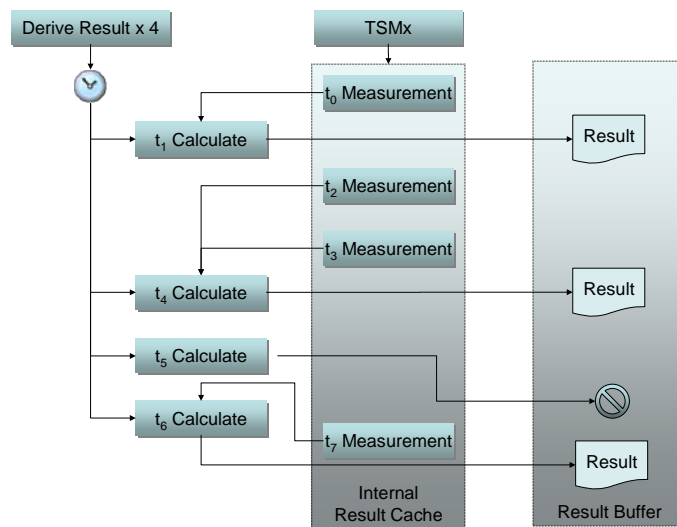 Derive Result x 4
TSMx
t₀ Measurement
t₁ Calculate
Result
t₂ Measurement
t₃ Measurement
t₄ Calculate
Result
t₅ Calculate
t₆ Calculate
t₇ Measurement
Result
Internal
Result Cache
Result Buffer